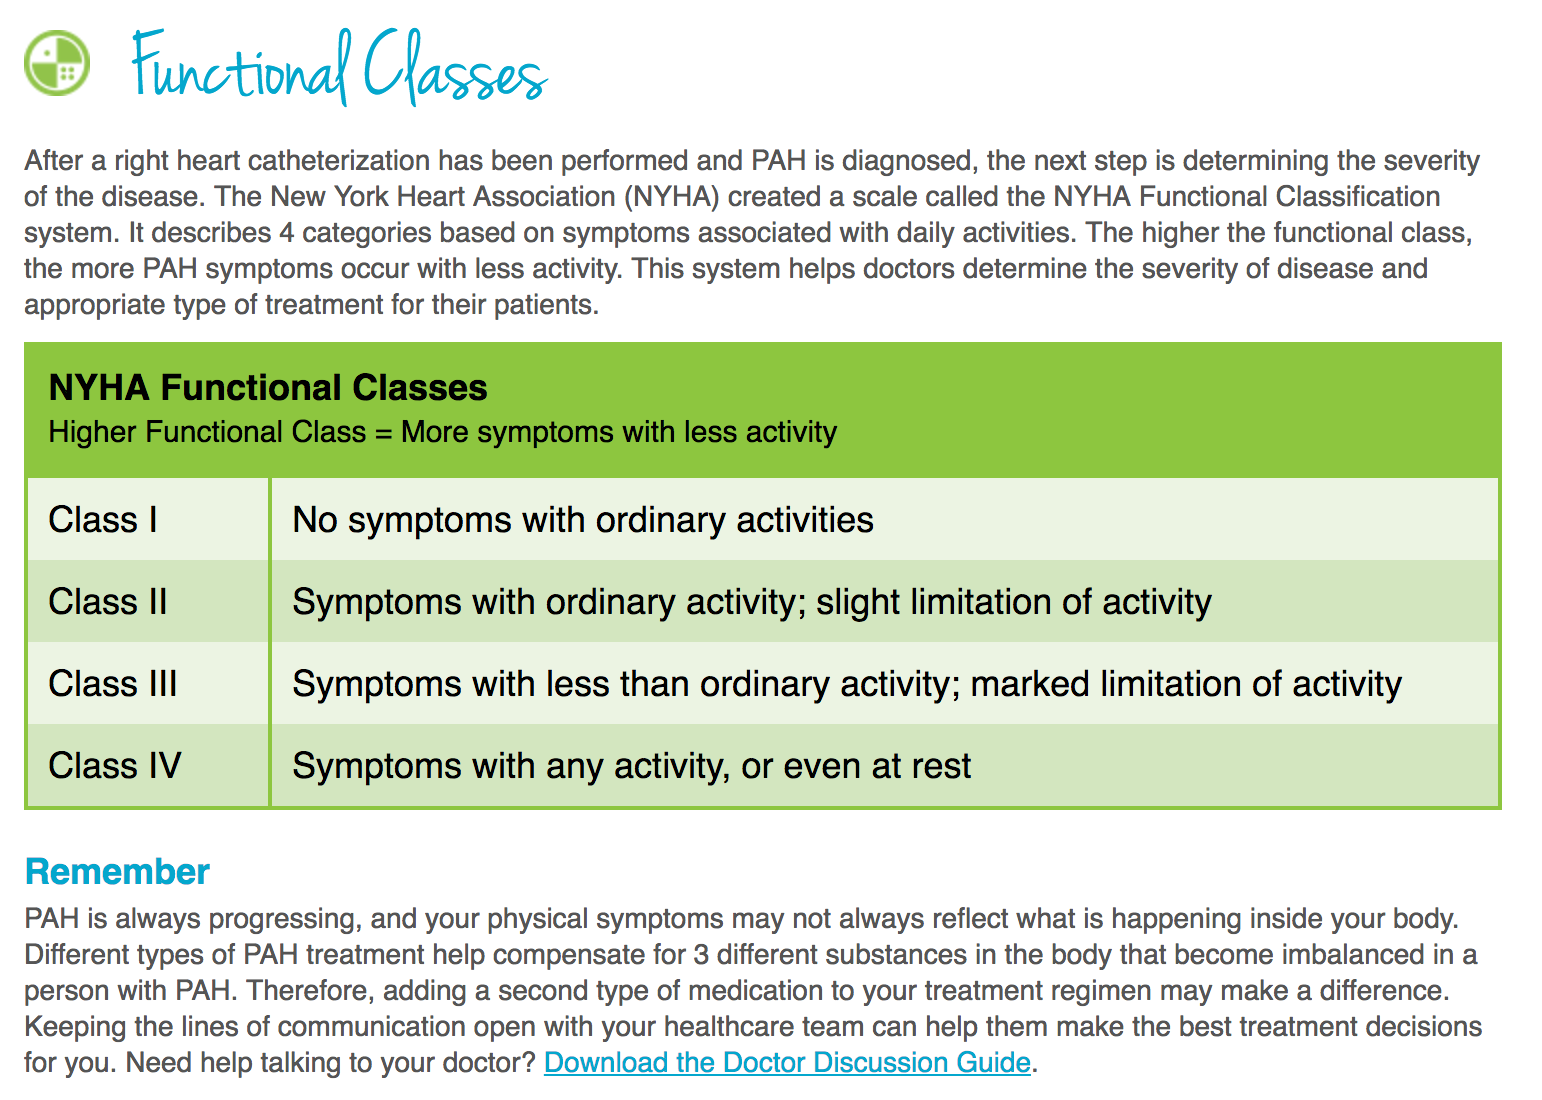 Functional Classes
After a right heart catheterization has been performed and PAH is diagnosed, the next step is determining the severity
of the disease. The New York Heart Association (NYHA) created a scale called the NYHA Functional Classification
system. It describes 4 categories based on symptoms associated with daily activities. The higher the functional class,
the more PAH symptoms occur with less activity. This system helps doctors determine the severity of disease and
appropriate type of treatment for their patients.
NYHA Functional Classes
Higher Functional Class = More symptoms with less activity
Class I No symptoms with ordinary activities
Class II Symptoms with ordinary activity; slight limitation of activity
Class III Symptoms with less than ordinary activity; marked limitation of activity
Class IV Symptoms with any activity, or even at rest
Remember
PAH is always progressing, and your physical symptoms may not always reflect what is happening inside your body.
Different types of PAH treatment help compensate for 3 different substances in the body that become imbalanced in a
person with PAH. Therefore, adding a second type of medication to your treatment regimen may make a difference.
Keeping the lines of communication open with your healthcare team can help them make the best treatment decisions
for you. Need help talking to your doctor? Download the Doctor Discussion Guide.